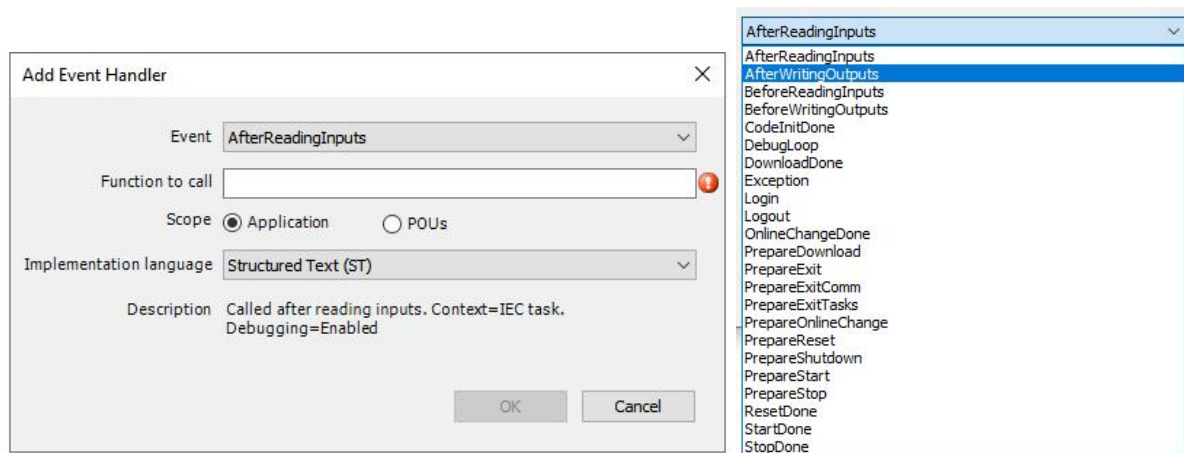 Add Event Handler
Event AfterReadingInputs
Function to call
Scope Application POUs
Implementation language Structured Text (ST)
Description Called after reading inputs. Context=IEC task.
Debugging=Enabled
OK Cancel
AfterReadingInputs
AfterReadingInputs
AfterWritingOutputs
BeforeReadingInputs
BeforeWritingOutputs
CodeInitDone
DebugLoop
DownloadDone
Exception
Login
Logout
OnlineChangeDone
PrepareDownload
PrepareExit
PrepareExitComm
PrepareExitTasks
PrepareOnlineChange
PrepareReset
PrepareShutdown
PrepareStart
PrepareStop
ResetDone
StartDone
StopDone